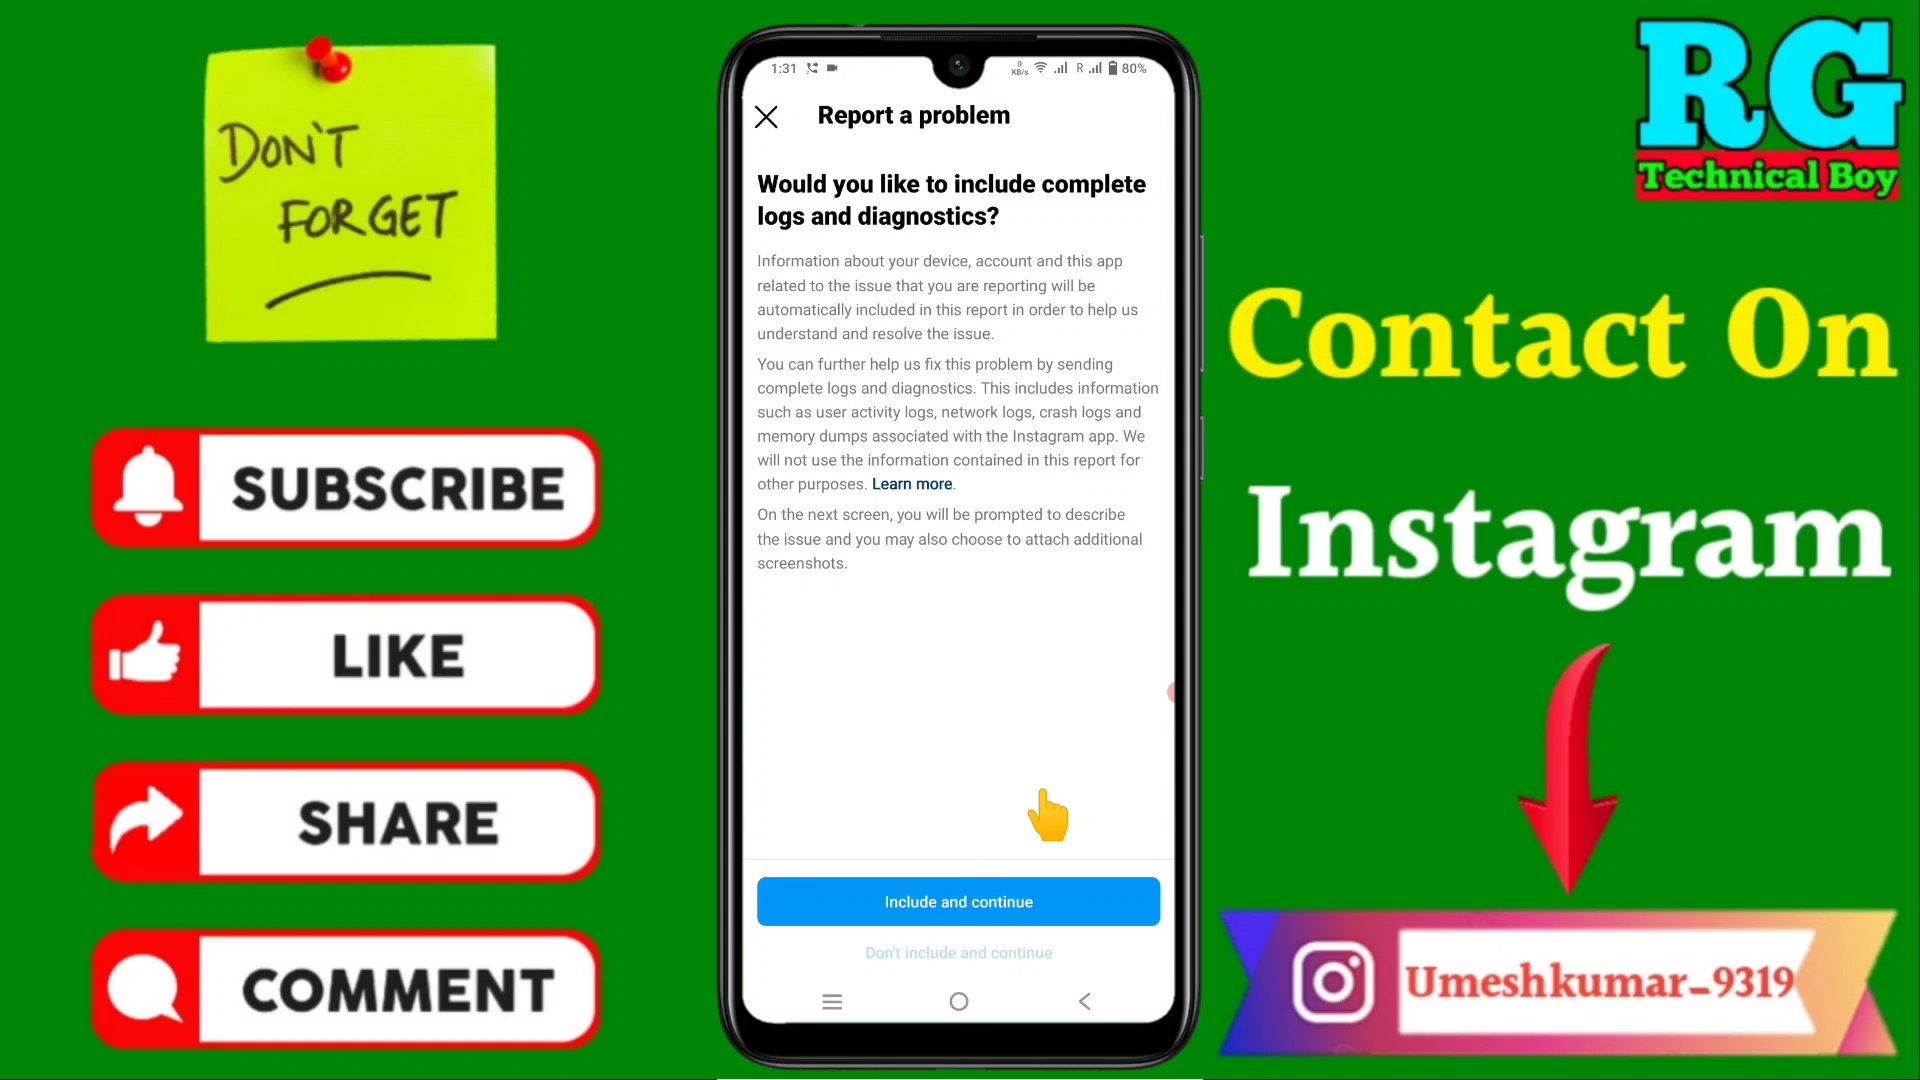 DON'T
FORGET
SUBSCRIBE
LIKE
SHARE
COMMENT
1:31
0
KB/s
R
80%
Report a problem
Would you like to include complete
logs and diagnostics?
Information about your device, account and this app
related to the issue that you are reporting will be
automatically included in this report in order to help us
understand and resolve the issue.
You can further help us fix this problem by sending
complete logs and diagnostics. This includes information
such as user activity logs, network logs, crash logs and
memory dumps associated with the Instagram app. We
will not use the information contained in this report for
other purposes. Learn more.
On the next screen, you will be prompted to describe
the issue and you may also choose to attach additional
screenshots.
Include and continue
Don't include and continue
RG
Technical Boy
Contact On
Instagram
Umeshkumar-9319